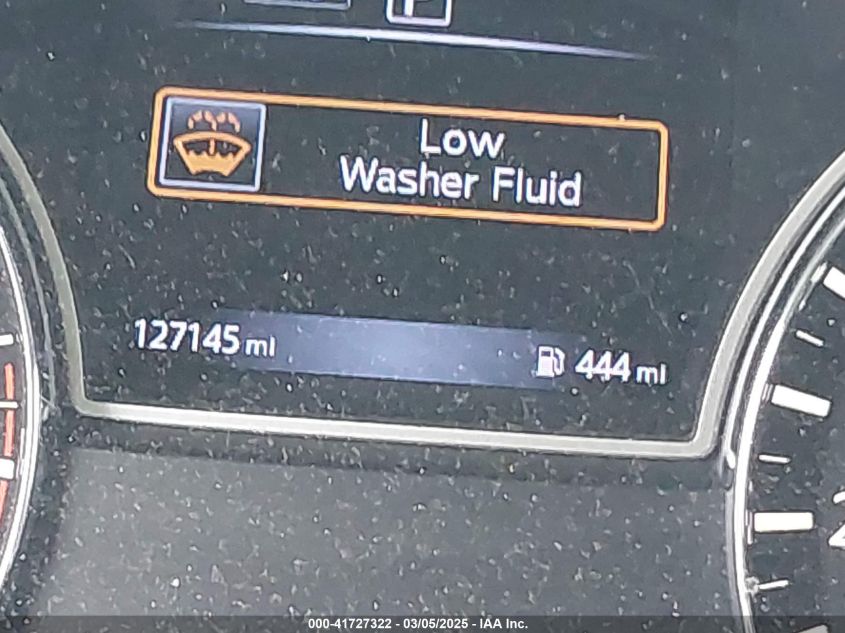 P
Low
Washer Fluid
127145 mi
444 mi
000-41727322 - 03/05/2025 - IAA Inc.